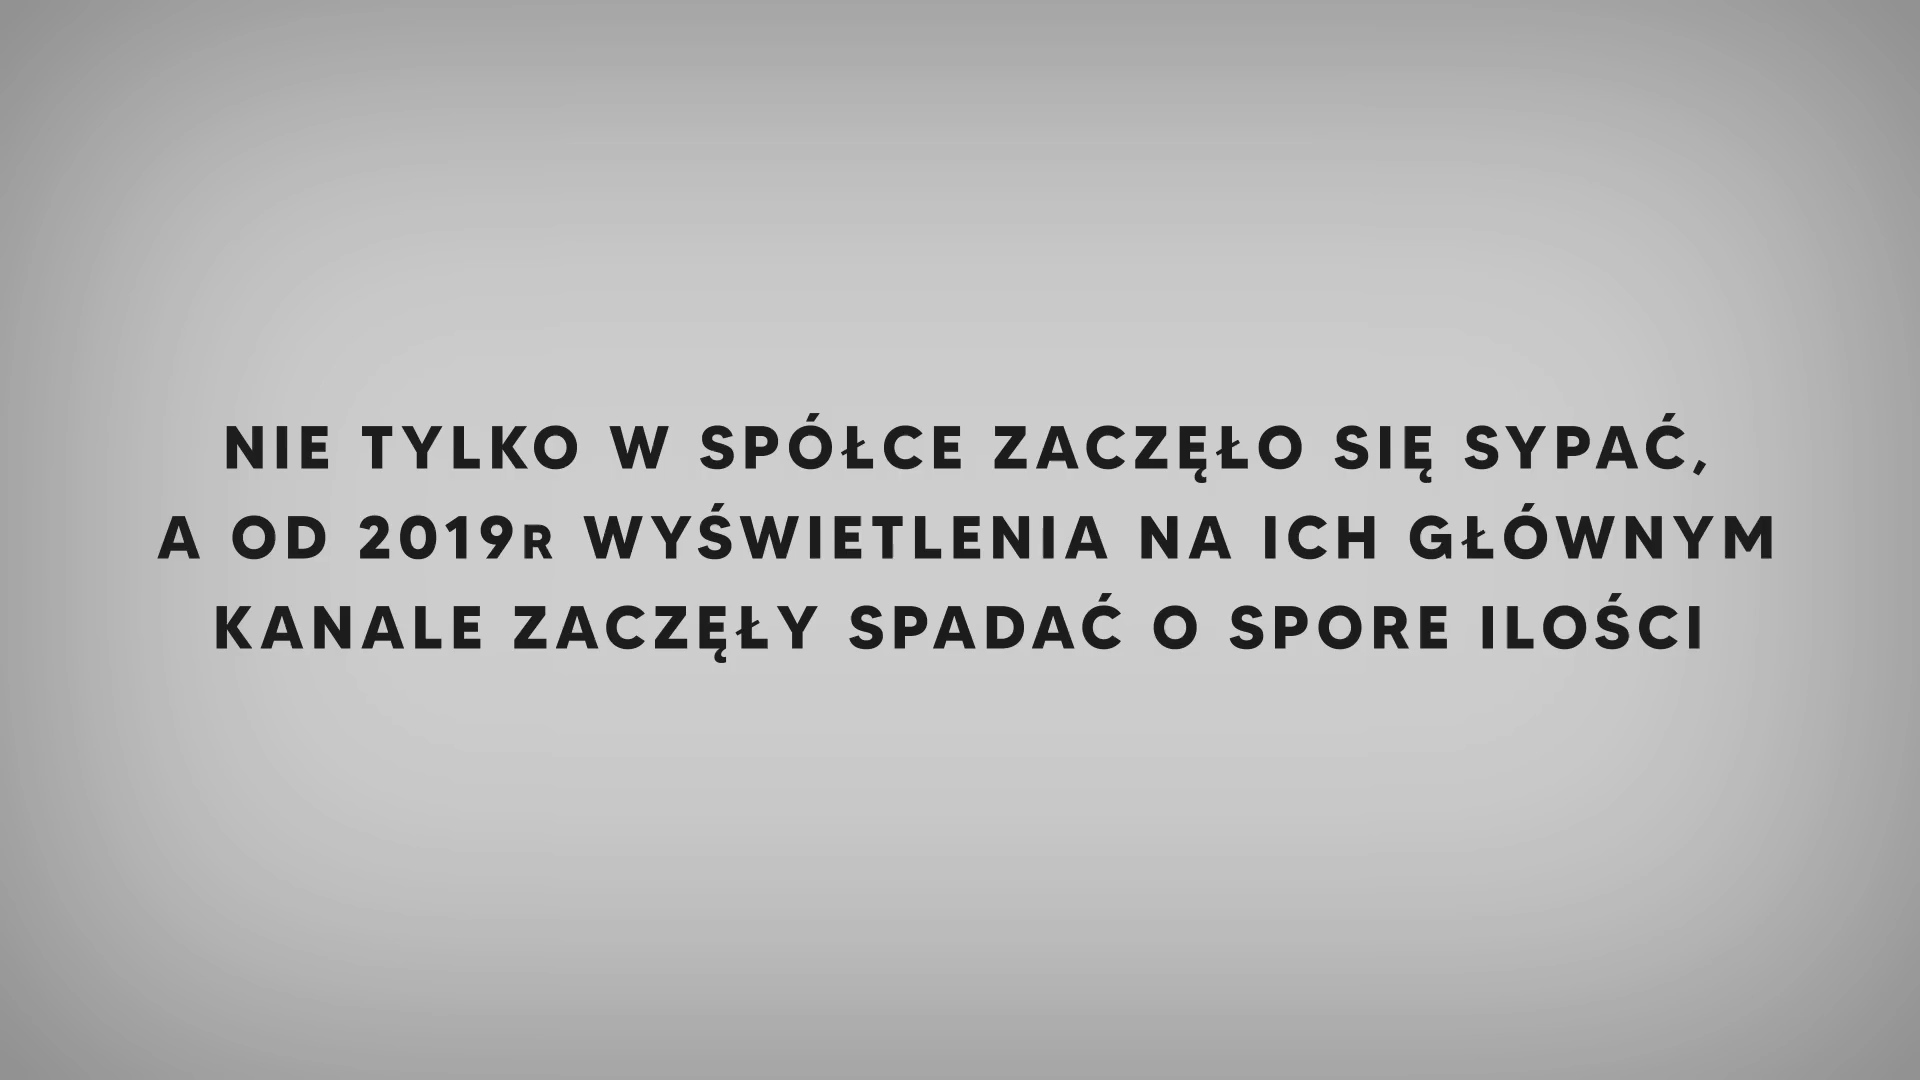 NIE TYLKO W SPÓŁCE ZACZĘŁO SIĘ SYPAĆ,
A OD 2019R WYŚWIETLENIA NA ICH GŁÓWNYM
KANALE ZACZĘŁY SPADAĆ O SPORE ILOŚCI